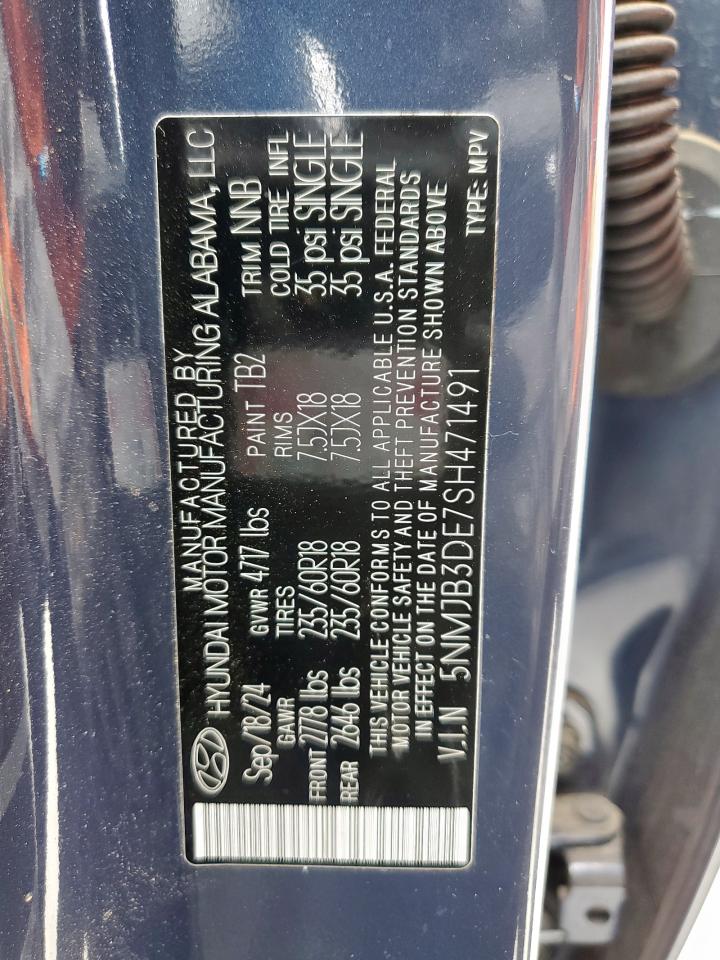 MANUFACTURED BY
HYUNDAI MOTOR MANUFACTURING ALABAMA, LLC
Sep/18/24 GVWR 4717 lbs PAINT TB2 TRIM NNB
GAWR TIRES RIMS COLD TIRE INFL
FRONT 2778 lbs 235/60R18 7.5JX18 35 psi SINGLE
REAR 2646 lbs 235/60R18 7.5JX18 35 psi SINGLE
THIS VEHICLE CONFORMS TO ALL APPLICABLE U.S.A. FEDERAL
MOTOR VEHICLE SAFETY AND THEFT PREVENTION STANDARDS
IN EFFECT ON THE DATE OF MANUFACTURE SHOWN ABOVE
V.I.N 5NMJB3DE7SH471491 TYPE: MPV